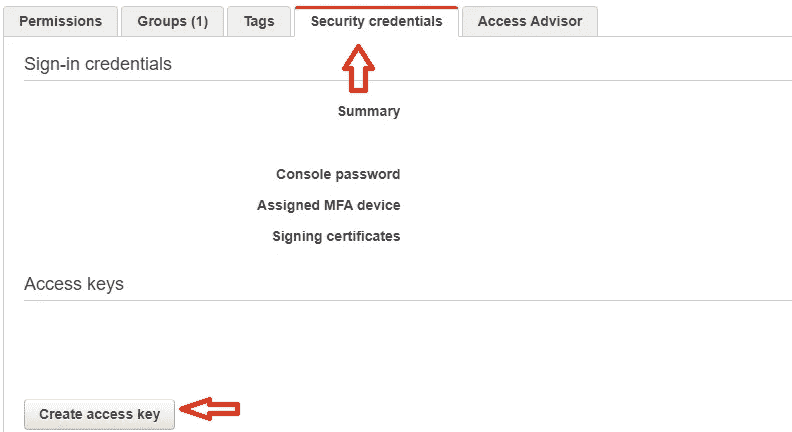 Permissions Groups (1) Tags Security credentials Access Advisor
Sign-in credentials
Summary
Console password
Assigned MFA device
Signing certificates
Access keys
Create access key